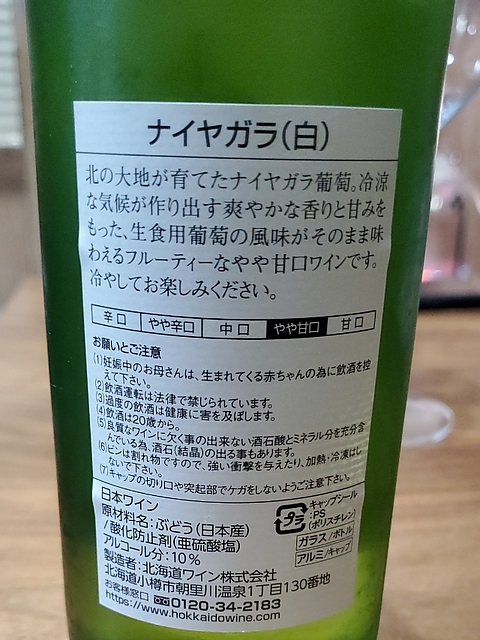 ナイヤガラ(白)
北の大地が育てたナイヤガラ葡萄。冷涼
な気候が作り出す爽やかな香りと甘みを
もった、生食用葡萄の風味がそのまま味
わえるフルーティーなやや甘口ワインです。
冷やしてお楽しみください。
辛口 やや辛口 中口 やや甘口 甘口
お願いとご注意
(1)妊娠中のお母さんは、生まれてくる赤ちゃんの為に飲酒を控
えて下さい。
(2)飲酒運転は法律で禁じられています。
(3)過度の飲酒は健康に害を及ぼします。
(4)飲酒は20歳から。
(5)良質なワインに欠く事の出来ない酒石酸とミネラル分を充分含
んでいる為、酒石(結晶)の出る事もあります。
(6)ビンは割れ物ですので、強い衝撃を与えたり、加熱・冷凍はし
ないで下さい。
(7)キャップの切り口や突起部でケガをしないようご注意下さい。
日本ワイン
原材料名:ぶどう(日本産)
/酸化防止剤(亜硫酸塩)
アルコール分:10%
製造者:北海道ワイン株式会社
北海道小樽市朝里川温泉1丁目130番地
お客様窓口 0120-34-2183
https://www.hokkaidowine.com
プラ
キャップシール
:PS
(ポリスチレン)
ガラス/ボトル
アルミ/キャップ